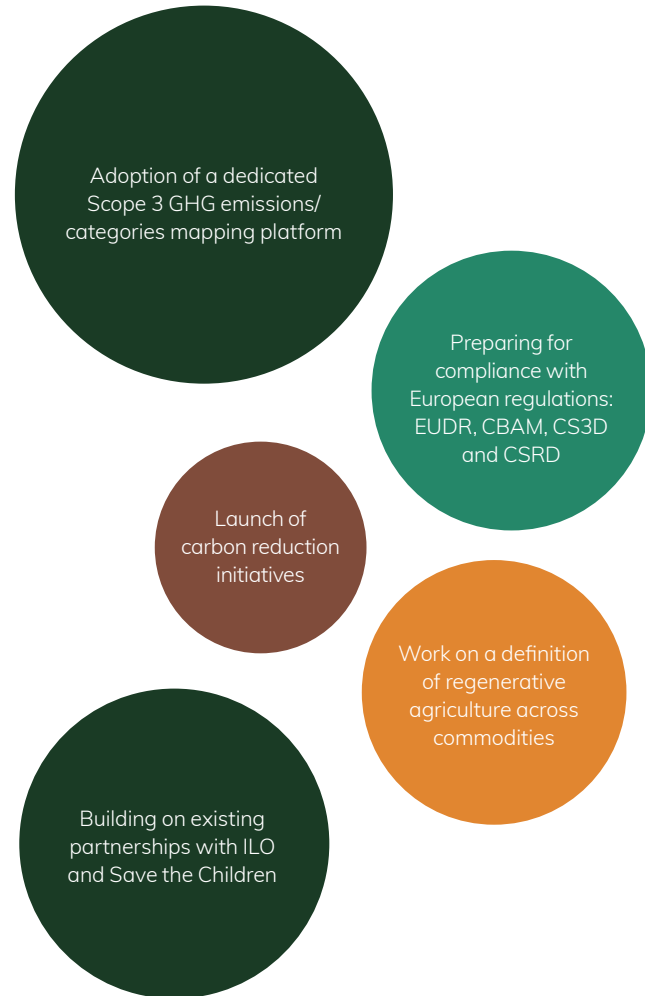 Adoption of a dedicated
Scope 3 GHG emissions/
categories mapping platform
Preparing for
compliance with
European regulations:
EUDR, CBAM, CS3D
and CSRD
Launch of
carbon reduction
initiatives
Work on a definition
of regenerative
agriculture across
commodities
Building on existing
partnerships with ILO
and Save the Children